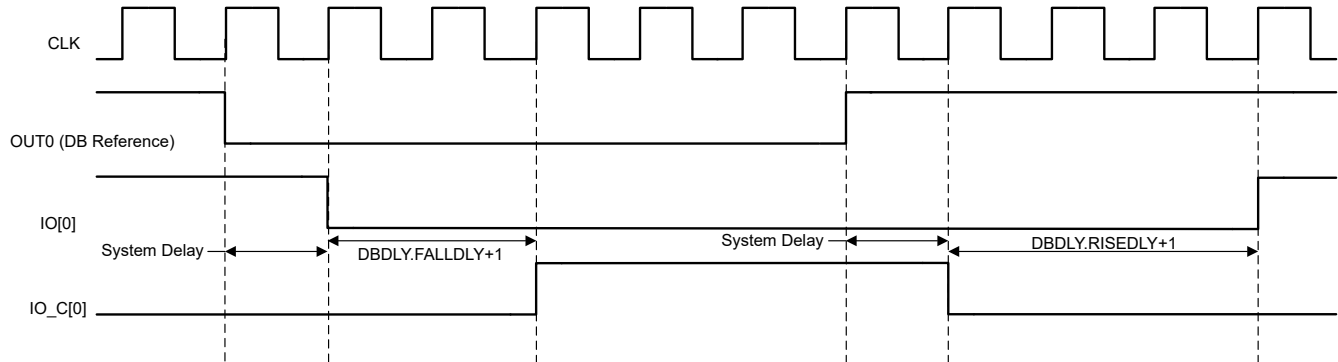 CLK
OUT0 (DB Reference)
IO[0]
System Delay
DBDLY.FALLDLY+1
System Delay
DBDLY.RISEDLY+1
IO_C[0]